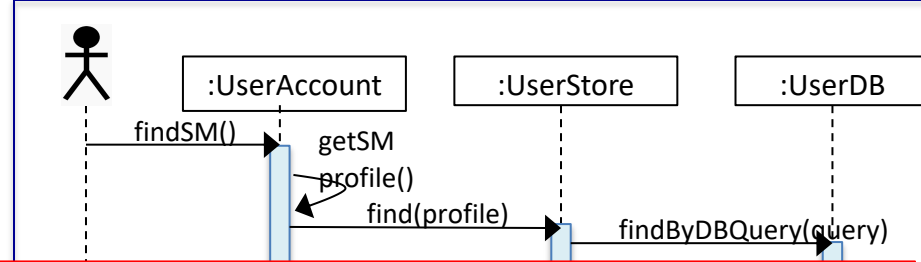 :UserAccount
:UserStore
:UserDB
findSM()
getSM
profile()
find(profile)
findByDBQuery(query)